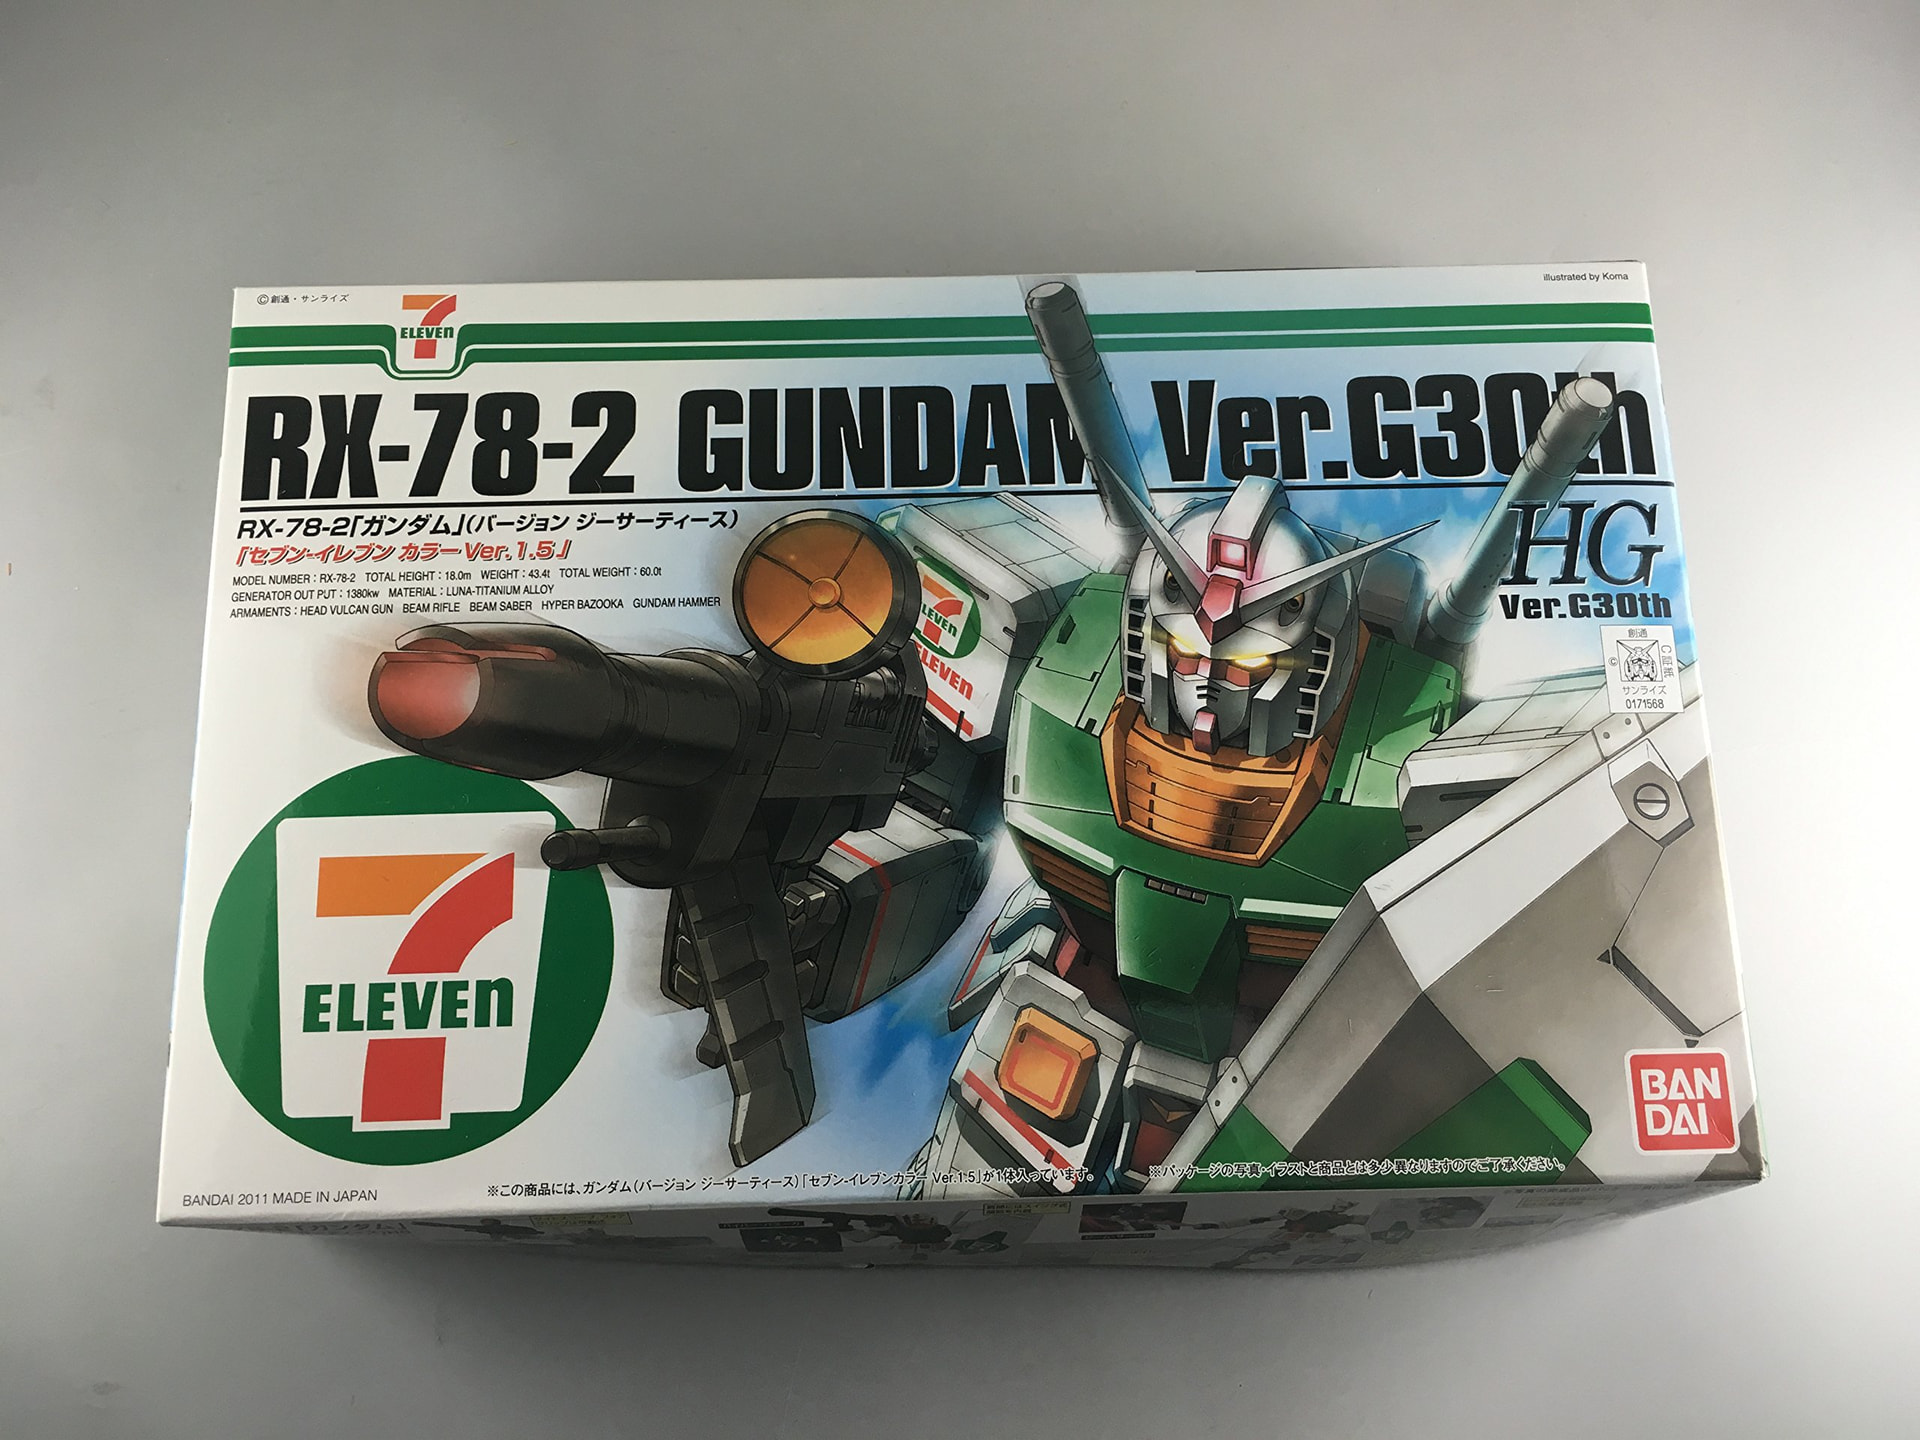 ©創通・サンライズ
illustrated by Koma
7
ELEVEn
RX-78-2 GUNDAM Ver.G30th
RX-78-2「ガンダム」(バージョン ジーサーティース)
「セブン-イレブン カラー Ver.1.5」
MODEL NUMBER : RX-78-2 TOTAL HEIGHT : 18.0m WEIGHT : 43.4t TOTAL WEIGHT : 60.0t
GENERATOR OUT PUT : 1380kw MATERIAL : LUNA-TITANIUM ALLOY
ARMAMENTS : HEAD VULCAN GUN BEAM RIFLE BEAM SABER HYPER BAZOOKA GUNDAM HAMMER
HG
Ver.G30th
創通
©
C証紙
サンライズ
0171568
7
ELEVEn
ELEVEn
7
ELEVEn
BAN
DAI
※この商品には、ガンダム(バージョン ジーサーティース)「セブン-イレブンカラー Ver.1.5」が1体入っています。
※パッケージの写真・イラストと商品とは多少異なりますのでご了承ください。
BANDAI 2011 MADE IN JAPAN